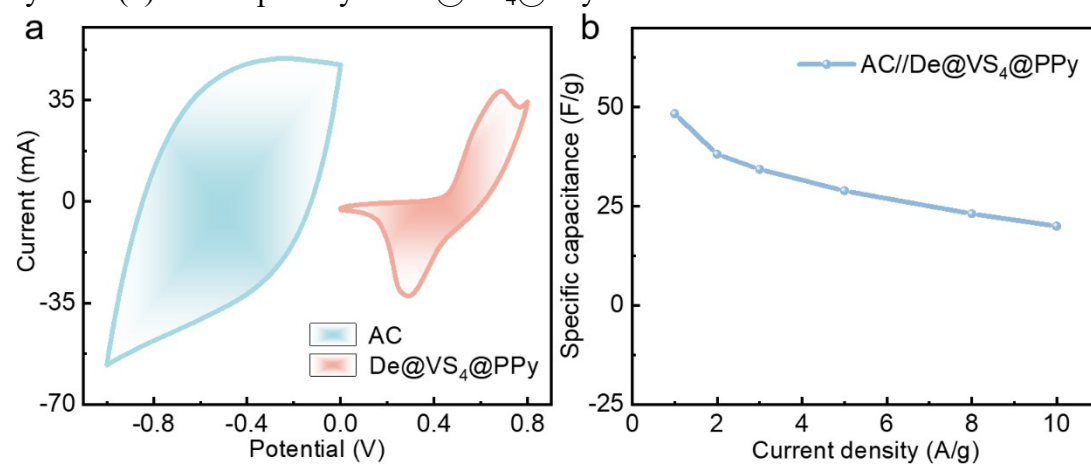 a
Current (mA)
35
0
-35
-70
-0.8
-0.4
0.0
0.4
0.8
Potential (V)
AC
De@VS₄@PPy
b
AC//De@VS₄@PPy
Specific capacitance (F/g)
50
25
0
-25
0
2
4
6
8
10
Current density (A/g)